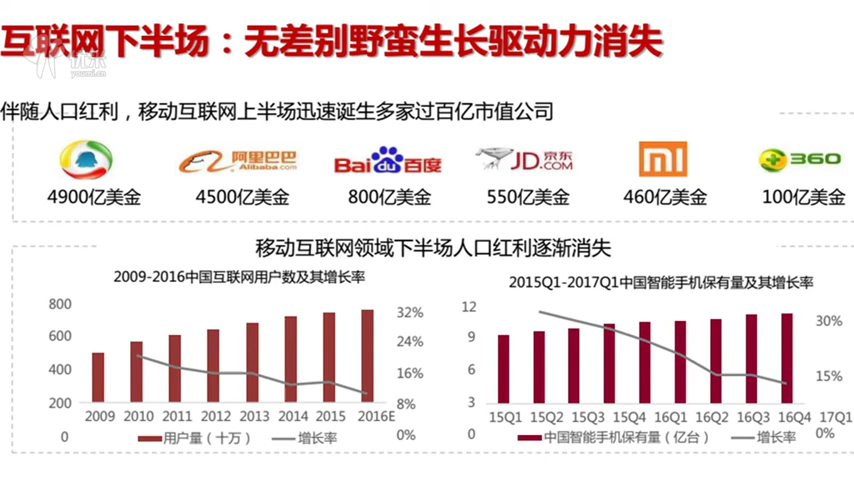 互联网下半场：无差别野蛮生长驱动力消失
优米
youmi.cn
伴随人口红利，移动互联网上半场迅速诞生多家过百亿市值公司
阿里巴巴
Alibaba.com
Bai du 百度
JD.京东
.COM
mi
360
4900亿美金 4500亿美金 800亿美金 550亿美金 460亿美金 100亿美金
移动互联网领域下半场人口红利逐渐消失
2009-2016中国互联网用户数及其增长率
800
600
400
200
0
32%
24%
16%
8%
0%
2009 2010 2011 2012 2013 2014 2015 2016E
用户量（十万） 增长率
2015Q1-2017Q1中国智能手机保有量及其增长率
12
9
6
3
0
30%
15%
0%
15Q1 15Q2 15Q3 15Q4 16Q1 16Q2 16Q3 16Q4 17Q1
中国智能手机保有量（亿台） 增长率